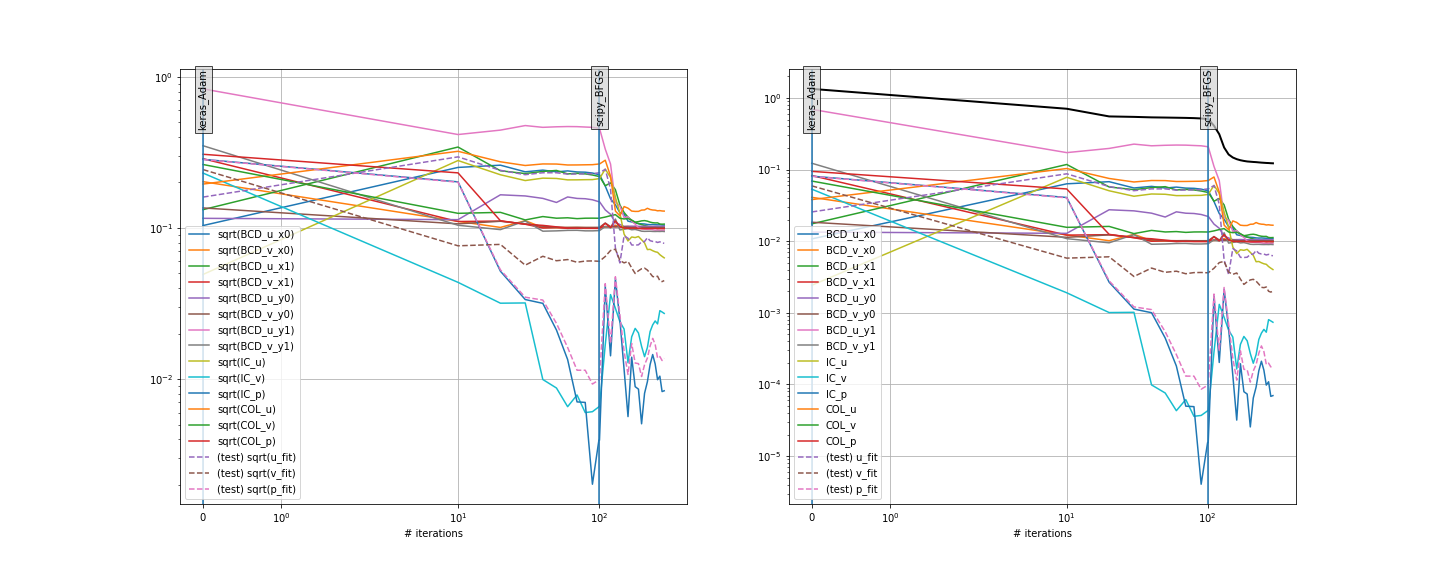 keras_Adam
scipy_BFGS
10⁰
10⁻¹
10⁻²
sqrt(BCD_u_x0)
sqrt(BCD_v_x0)
sqrt(BCD_u_x1)
sqrt(BCD_v_x1)
sqrt(BCD_u_y0)
sqrt(BCD_v_y0)
sqrt(BCD_u_y1)
sqrt(BCD_v_y1)
sqrt(IC_u)
sqrt(IC_v)
sqrt(IC_p)
sqrt(COL_u)
sqrt(COL_v)
sqrt(COL_p)
(test) sqrt(u_fit)
(test) sqrt(v_fit)
(test) sqrt(p_fit)
0 10⁰ 10¹ 10²
# iterations
keras_Adam
scipy_BFGS
10⁰
10⁻¹
10⁻²
10⁻³
10⁻⁴
10⁻⁵
BCD_u_x0
BCD_v_x0
BCD_u_x1
BCD_v_x1
BCD_u_y0
BCD_v_y0
BCD_u_y1
BCD_v_y1
IC_u
IC_v
IC_p
COL_u
COL_v
COL_p
(test) u_fit
(test) v_fit
(test) p_fit
0 10⁰ 10¹ 10²
# iterations